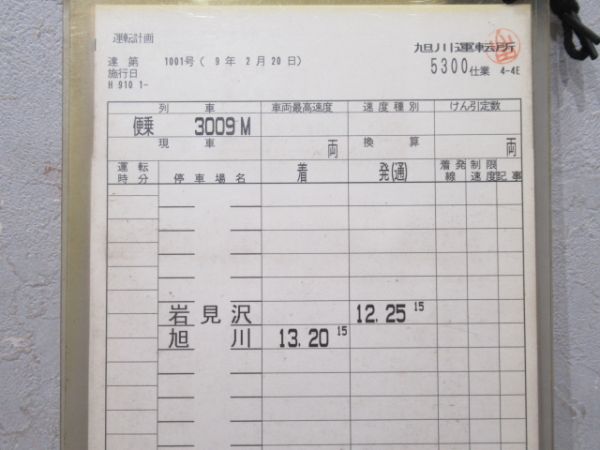 運転計画
達 第 1001号( 9 年 2 月 20 日)
施行日
H 910 1-
旭川運転所
5300仕業 4-4E
列 車 車両最高速度 速度種別 けん引定数
便乗 3009M
現 車 両 換 算 両
運 転 時 分 停 車 場 名 着 発(通) 着 発 線 制 限 速 度 記 事
岩見沢 12.25 15
旭 川 13.20 15